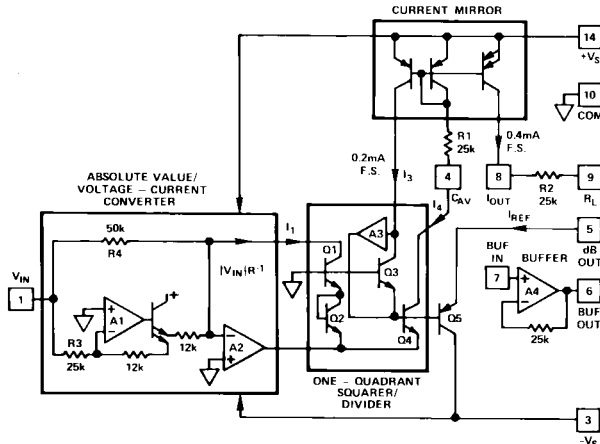 CURRENT MIRROR
14
+VS
10
COM
R1
25k
0.4mA
F.S.
0.2mA
F.S.
I3
4
CAV
8
IOUT
R2
25k
9
RL
ABSOLUTE VALUE/
VOLTAGE – CURRENT
CONVERTER
I4
IREF
5
dB
OUT
50k
R4
I1
|VIN|R-1
A3
Q1
Q3
BUF
IN
BUFFER
7
A4
6
BUF
OUT
VIN
1
A1
+
12k
R3
25k
12k
A2
Q2
Q4
Q5
25k
ONE – QUADRANT
SQUARER/
DIVIDER
3
–VS